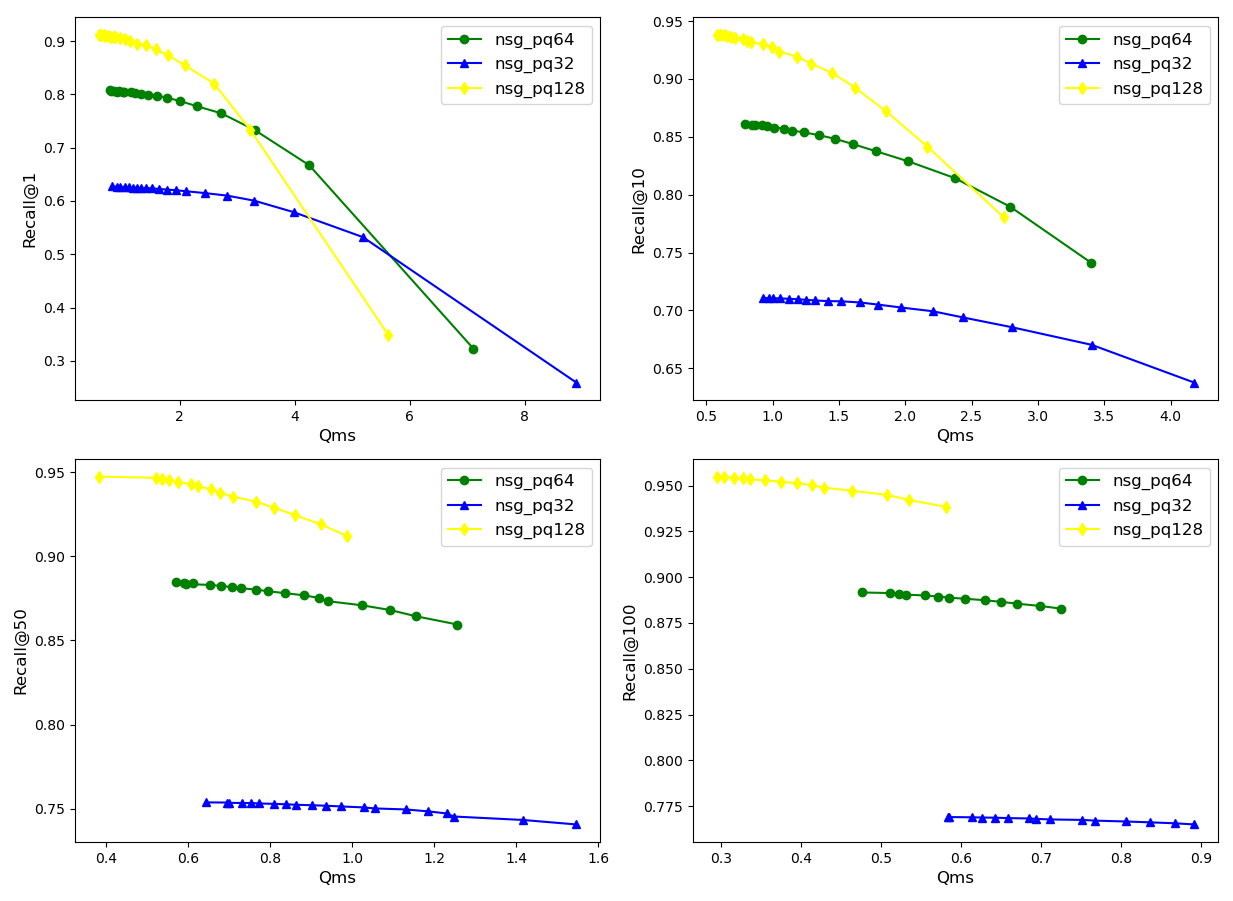 0.9
0.8
0.7
0.6
0.5
0.4
0.3
Recall@1
2
4
6
8
Qms
nsg_pq64
nsg_pq32
nsg_pq128
0.95
0.90
0.85
0.80
0.75
0.70
0.65
Recall@10
0.5
1.0
1.5
2.0
2.5
3.0
3.5
4.0
Qms
nsg_pq64
nsg_pq32
nsg_pq128
0.95
0.90
0.85
0.80
0.75
Recall@50
0.4
0.6
0.8
1.0
1.2
1.4
1.6
Qms
nsg_pq64
nsg_pq32
nsg_pq128
0.950
0.925
0.900
0.875
0.850
0.825
0.800
0.775
Recall@100
0.3
0.4
0.5
0.6
0.7
0.8
0.9
Qms
nsg_pq64
nsg_pq32
nsg_pq128